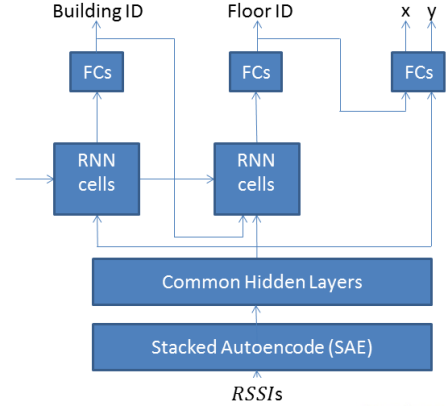 Building ID Floor ID x y
FCs FCs FCs
RNN RNN
cells cells
Common Hidden Layers
Stacked Autoencode (SAE)
RSSIs